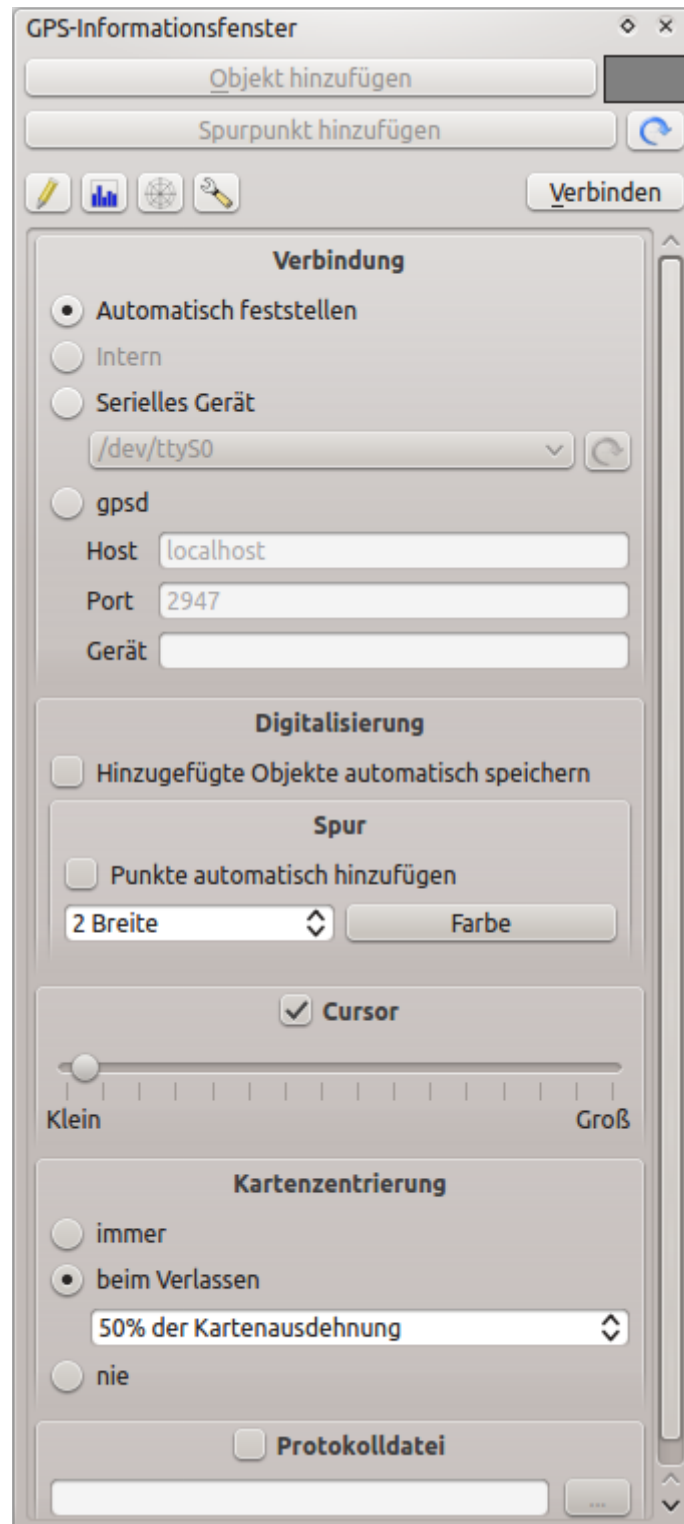 GPS-Informationsfenster
Objekt hinzufügen
Spurpunkt hinzufügen
Verbinden
Verbindung
Automatisch feststellen
Intern
Serielles Gerät
/dev/ttyS0
gpsd
Host localhost
Port 2947
Gerät
Digitalisierung
Hinzugefügte Objekte automatisch speichern
Spur
Punkte automatisch hinzufügen
2 Breite Farbe
Cursor
Klein Groß
Kartenzentrierung
immer
beim Verlassen
50% der Kartenausdehnung
nie
Protokolldatei
...